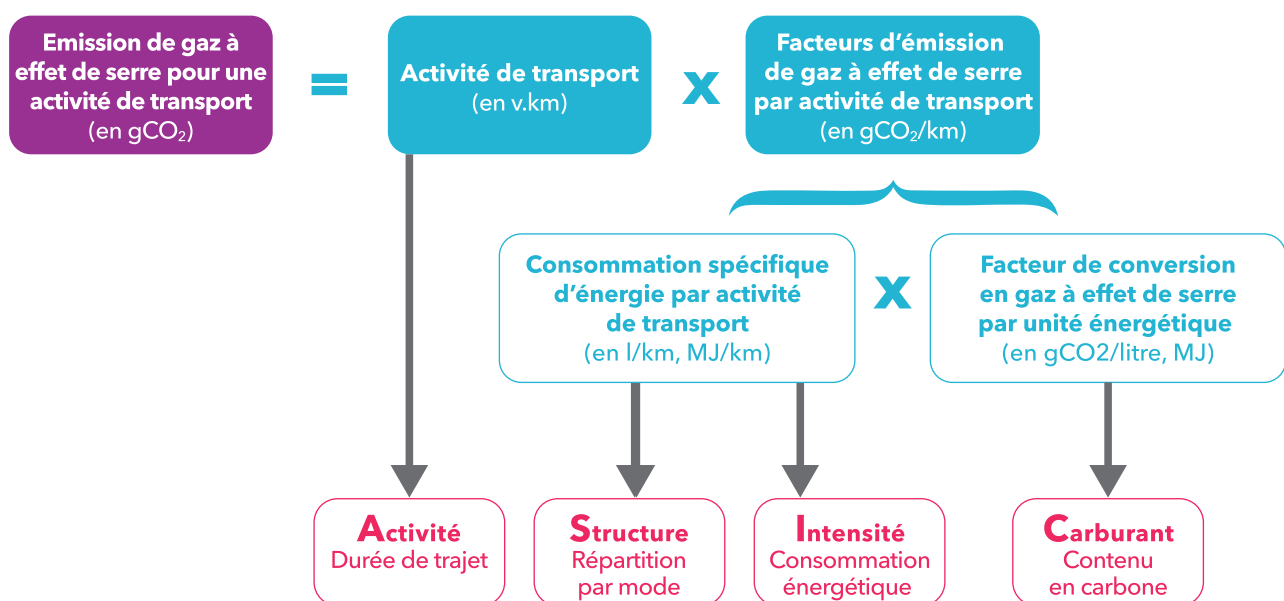 Emission de gaz à
effet de serre pour une
activité de transport
(en gCO₂)
=
Activité de transport
(en v.km)
x
Facteurs d'émission
de gaz à effet de serre
par activité de transport
(en gCO₂/km)
Consommation spécifique
d'énergie par activité
de transport
(en l/km, MJ/km)
x
Facteur de conversion
en gaz à effet de serre
par unité énergétique
(en gCO2/litre, MJ)
Activité
Durée de trajet
Structure
Répartition
par mode
Intensité
Consommation
énergétique
Carburant
Contenu
en carbone